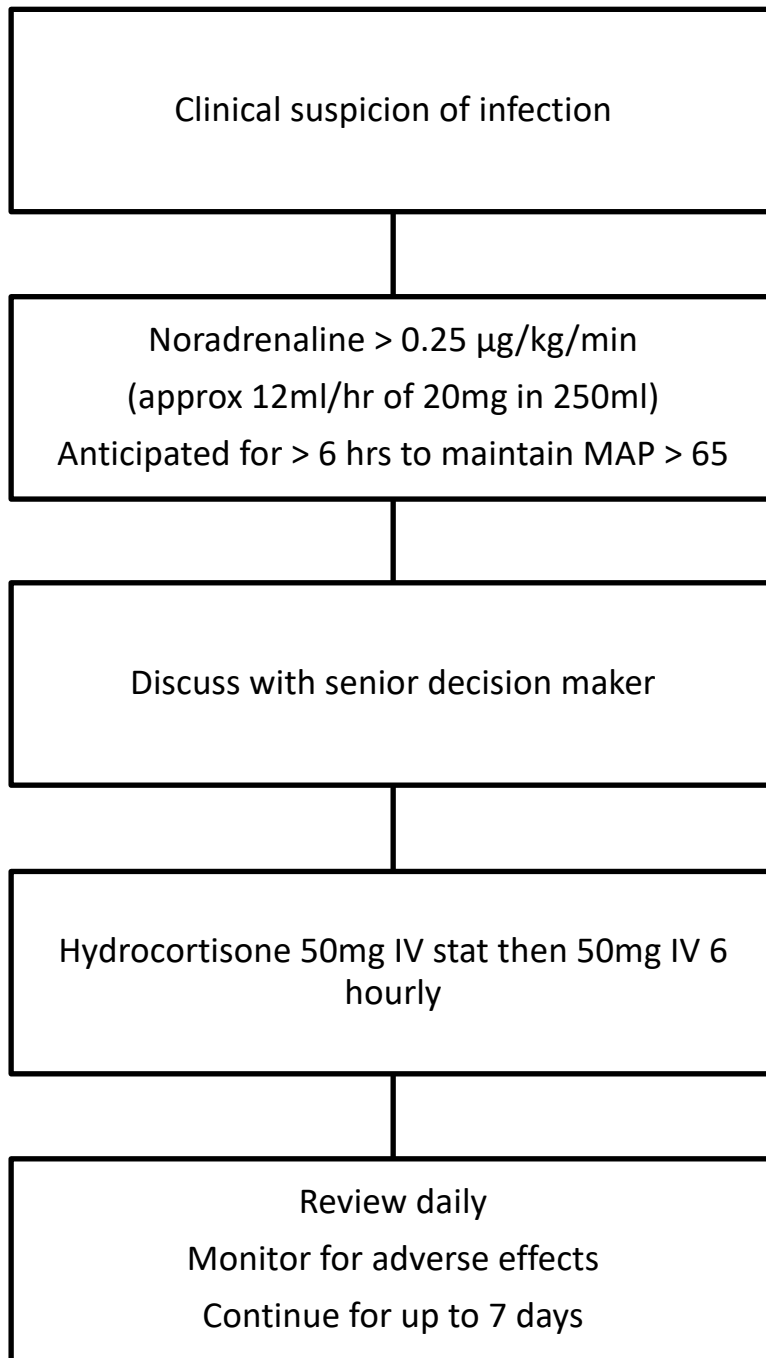 Clinical suspicion of infection
Noradrenaline > 0.25 µg/kg/min
(approx 12ml/hr of 20mg in 250ml)
Anticipated for > 6 hrs to maintain MAP > 65
Discuss with senior decision maker
Hydrocortisone 50mg IV stat then 50mg IV 6
hourly
Review daily
Monitor for adverse effects
Continue for up to 7 days